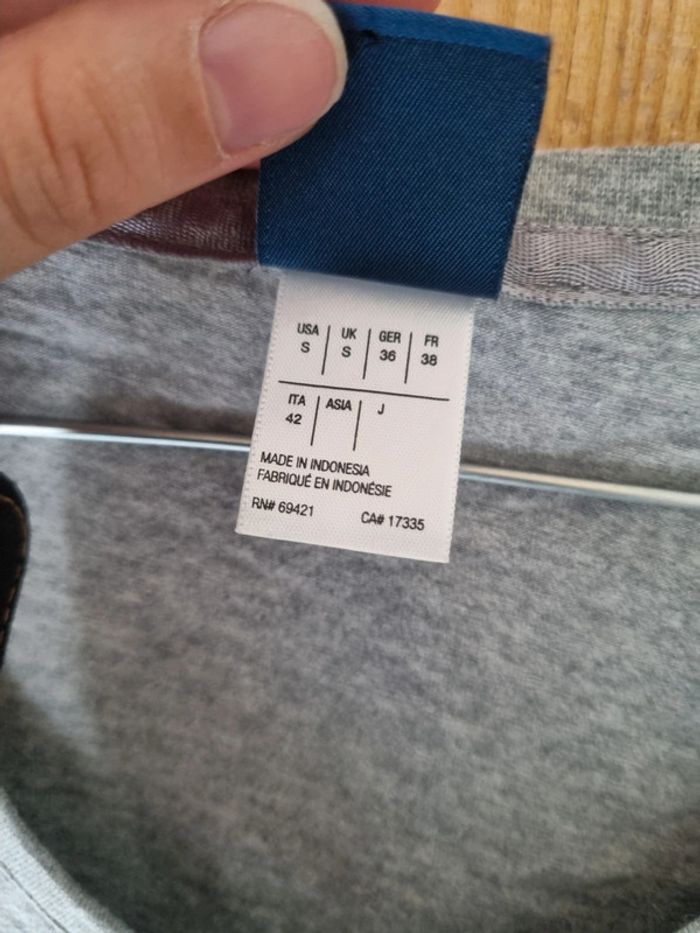 USA UK GER FR
S S 36 38
ITA ASIA J
42
MADE IN INDONESIA
FABRIQUÉ EN INDONÉSIE
RN# 69421 CA# 17335